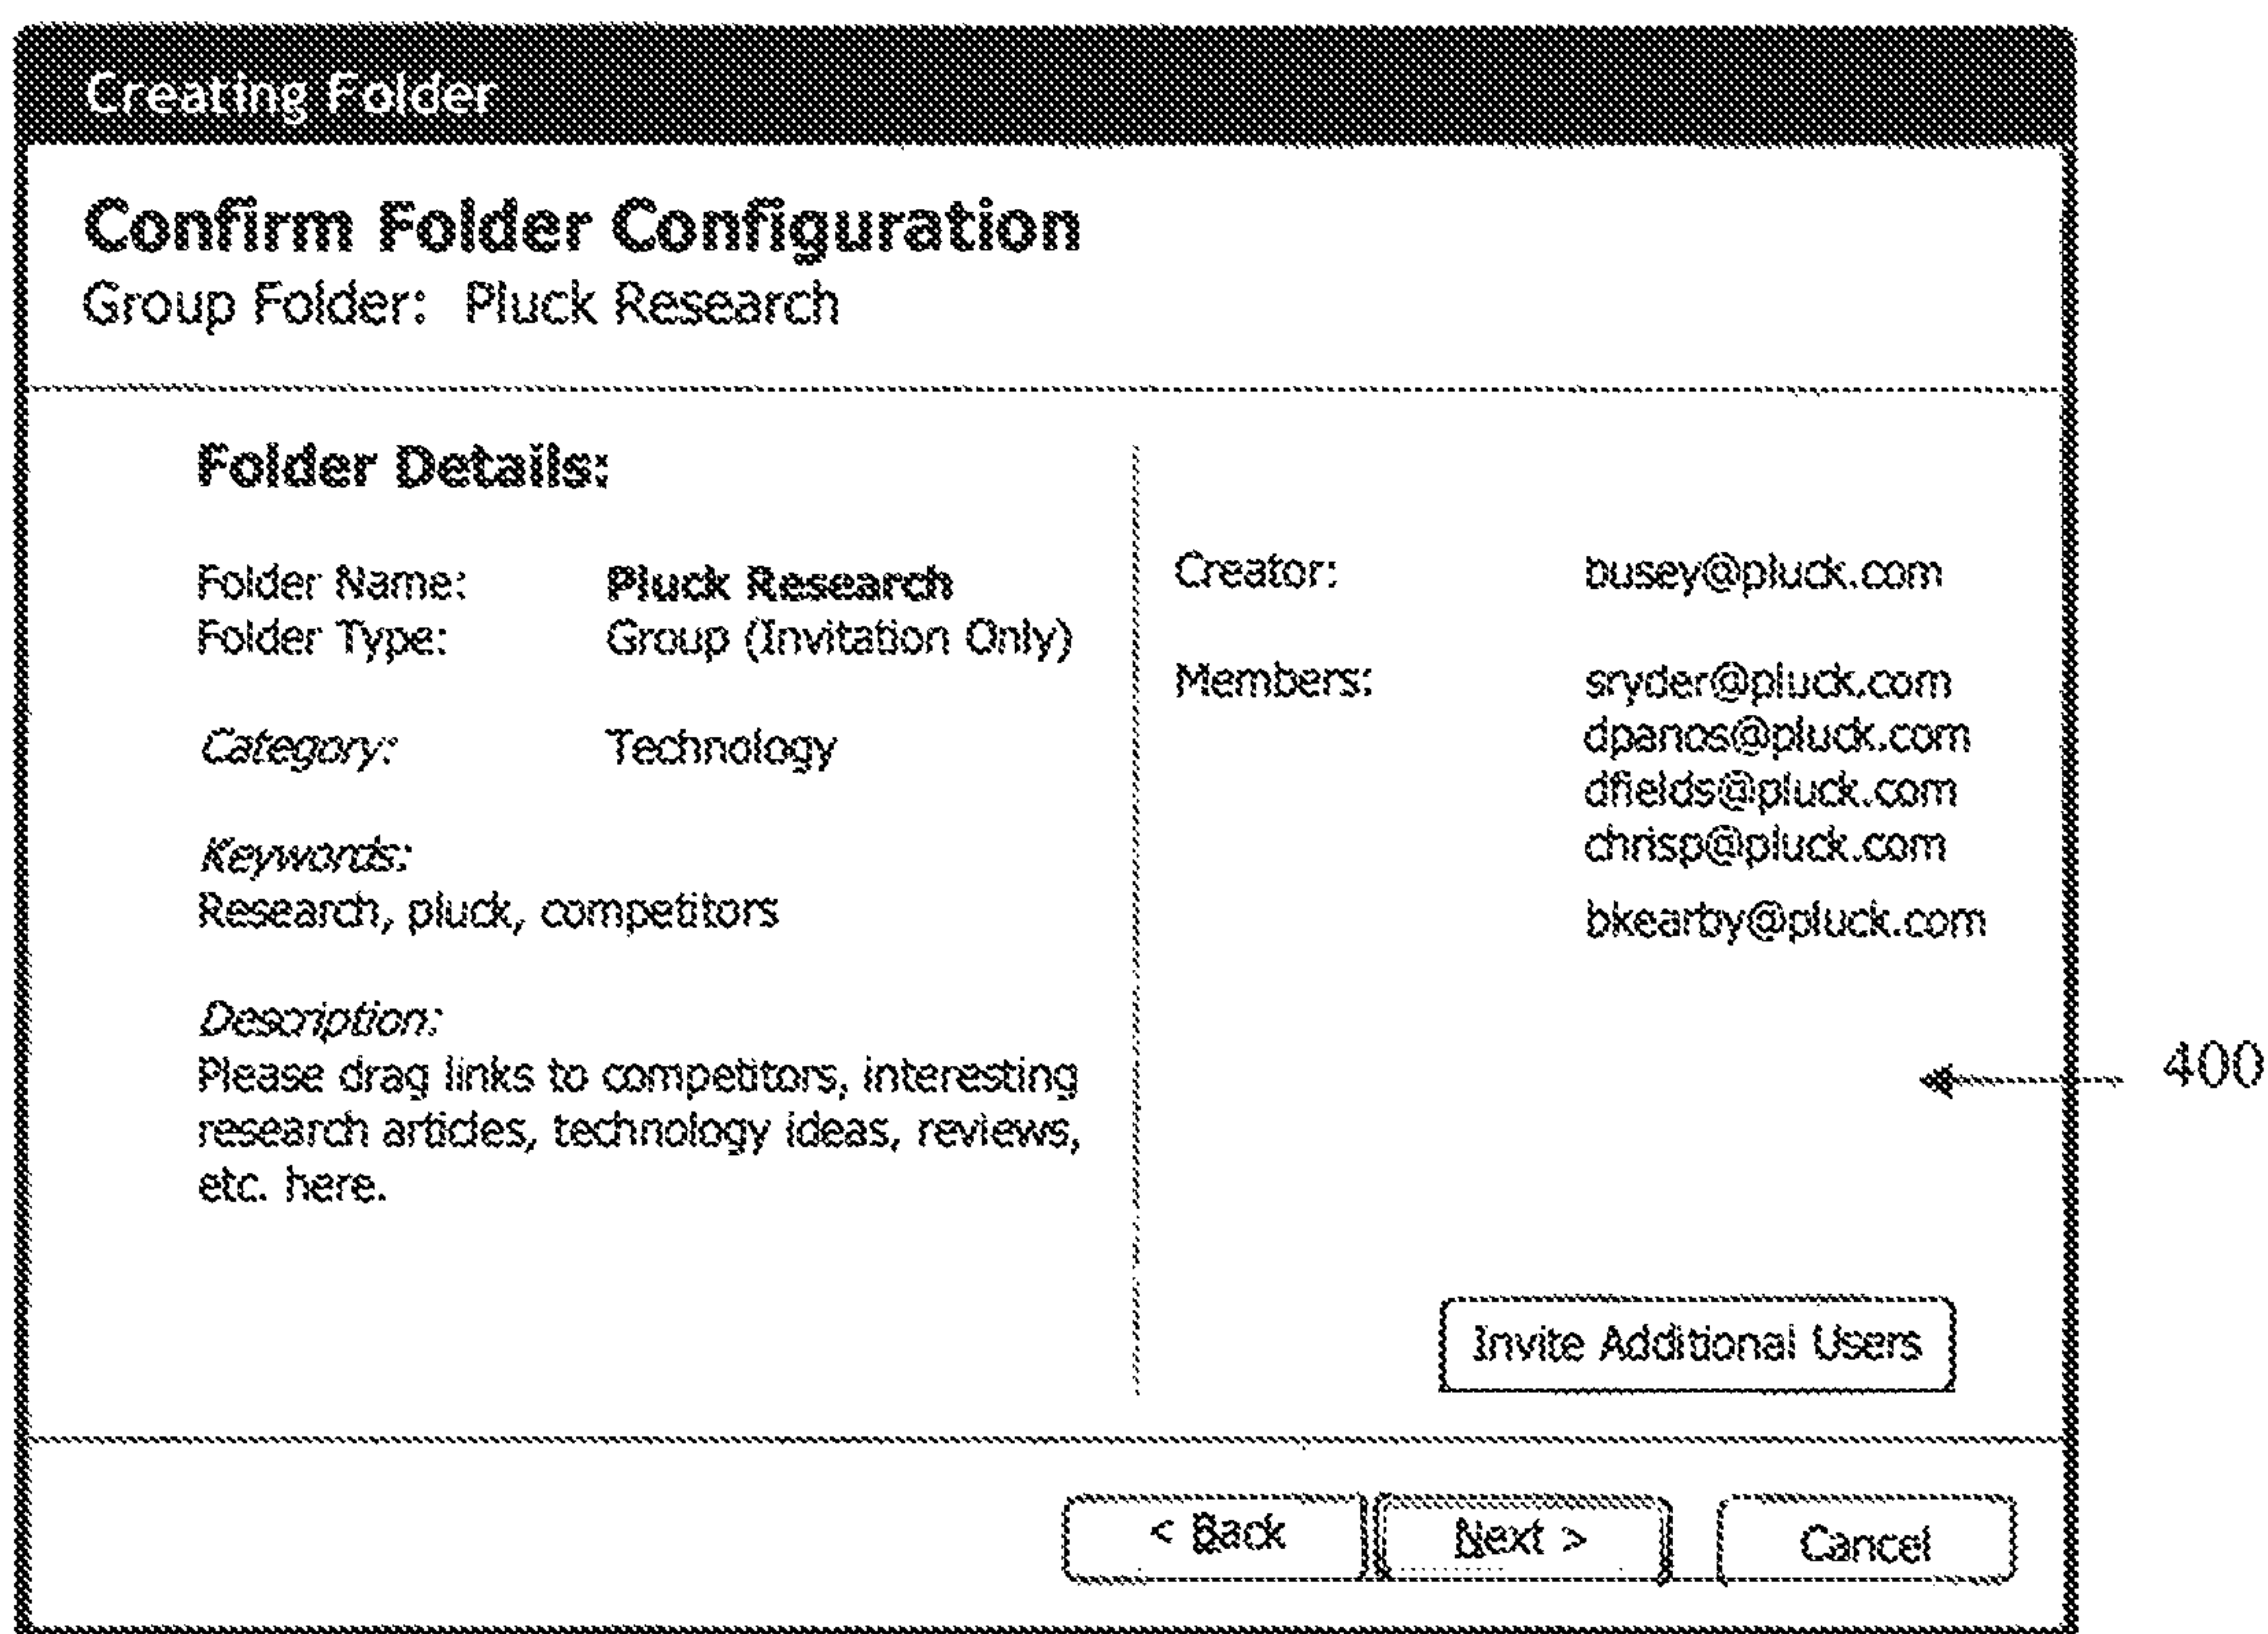 Creating Folder
Confirm Folder Configuration
Group Folder: Pluck Research
Folder Details:
Folder Name: Pluck Research
Folder Type: Group (Invitation Only)
Category: Technology
Keywords:
Research, pluck, competitors
Description:
Please drag links to competitors, interesting
research articles, technology ideas, reviews,
etc. here.
Creator: busey@pluck.com
Members: sryder@pluck.com
dpanos@pluck.com
dfields@pluck.com
chrisp@pluck.com
bkearby@pluck.com
400
Invite Additional Users
< Back
Next >
Cancel